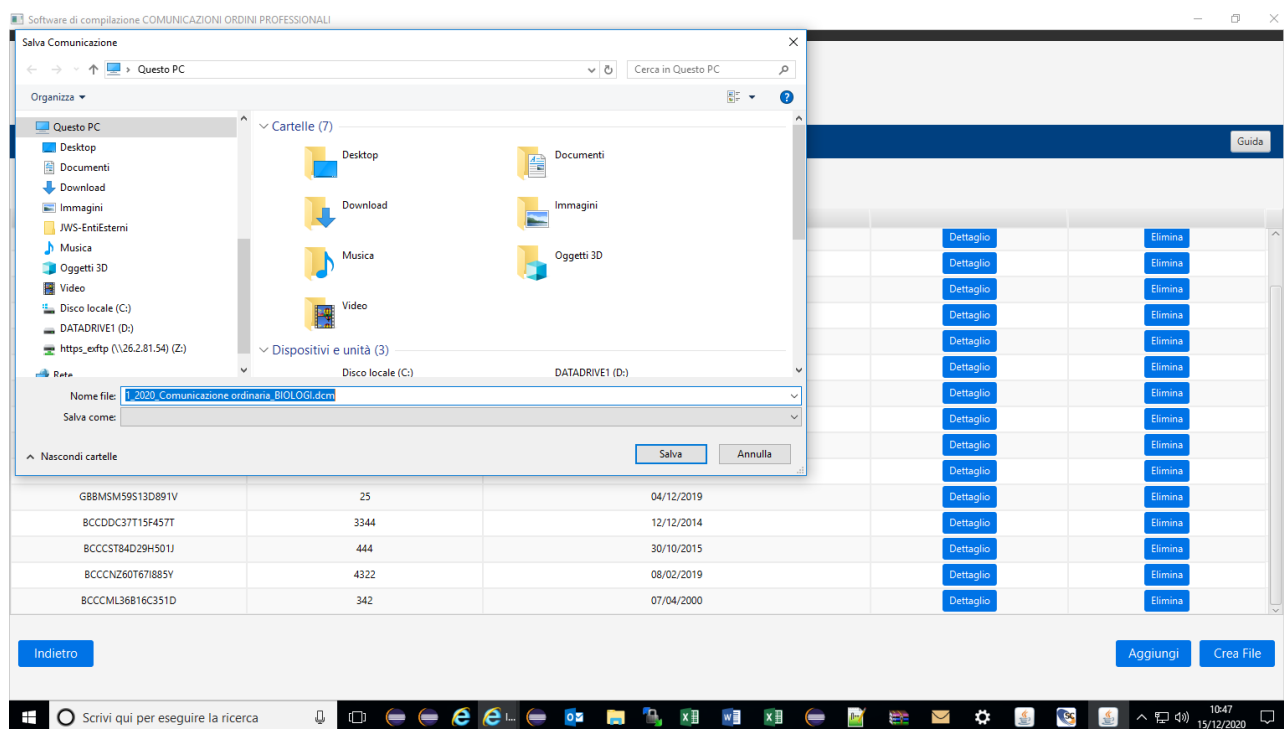 Software di compilazione COMUNICAZIONI ORDINI PROFESSIONALI
Salva Comunicazione
Questo PC
Cerca in Questo PC
Organizza
Guida
Questo PC
Desktop
Documenti
Download
Immagini
JWS-EntiEsterni
Musica
Oggetti 3D
Video
Disco locale (C:)
DATADRIVE1 (D:)
https_exftp (\\26.2.81.54) (Z:)
Rete
Cartelle (7)
Desktop
Documenti
Download
Immagini
Musica
Oggetti 3D
Video
Dispositivi e unità (3)
Disco locale (C:)
DATADRIVE1 (D:)
Nome file: 1_2020_Comunicazione ordinaria_BIOLOGI.dcm
Salva come:
Nascondi cartelle
Salva
Annulla
Dettaglio Elimina
Dettaglio Elimina
Dettaglio Elimina
Dettaglio Elimina
Dettaglio Elimina
Dettaglio Elimina
Dettaglio Elimina
Dettaglio Elimina
Dettaglio Elimina
Dettaglio Elimina
GBBMSM59S13D891V 25 04/12/2019 Dettaglio Elimina
BCCDDC37T15F457T 3344 12/12/2014 Dettaglio Elimina
BCCCST84D29H501J 444 30/10/2015 Dettaglio Elimina
BCCCNZ60T67I885Y 4322 08/02/2019 Dettaglio Elimina
BCCCML36B16C351D 342 07/04/2000 Dettaglio Elimina
Indietro
Aggiungi
Crea File
Scrivi qui per eseguire la ricerca
10:47
15/12/2020